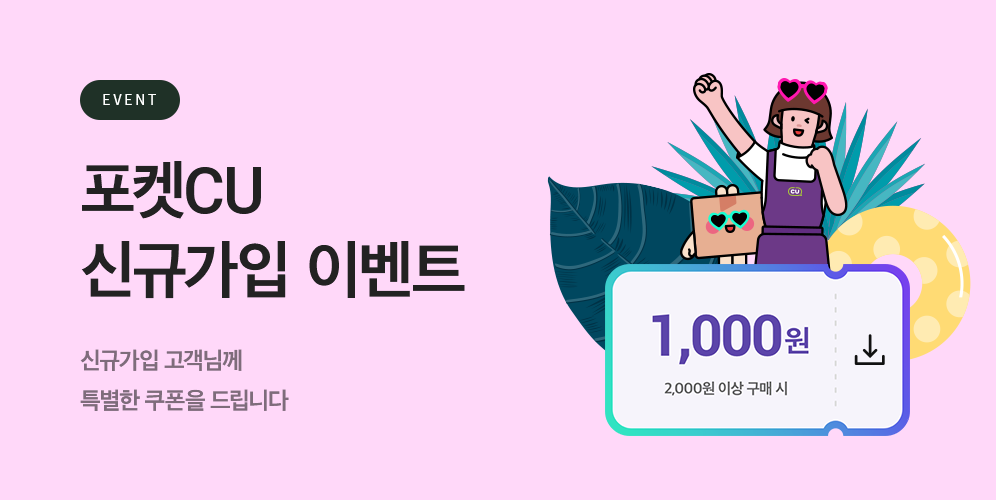 EVENT
포켓CU
신규가입 이벤트
신규가입 고객님께
특별한 쿠폰을 드립니다
CU
1,000원
2,000원 이상 구매 시